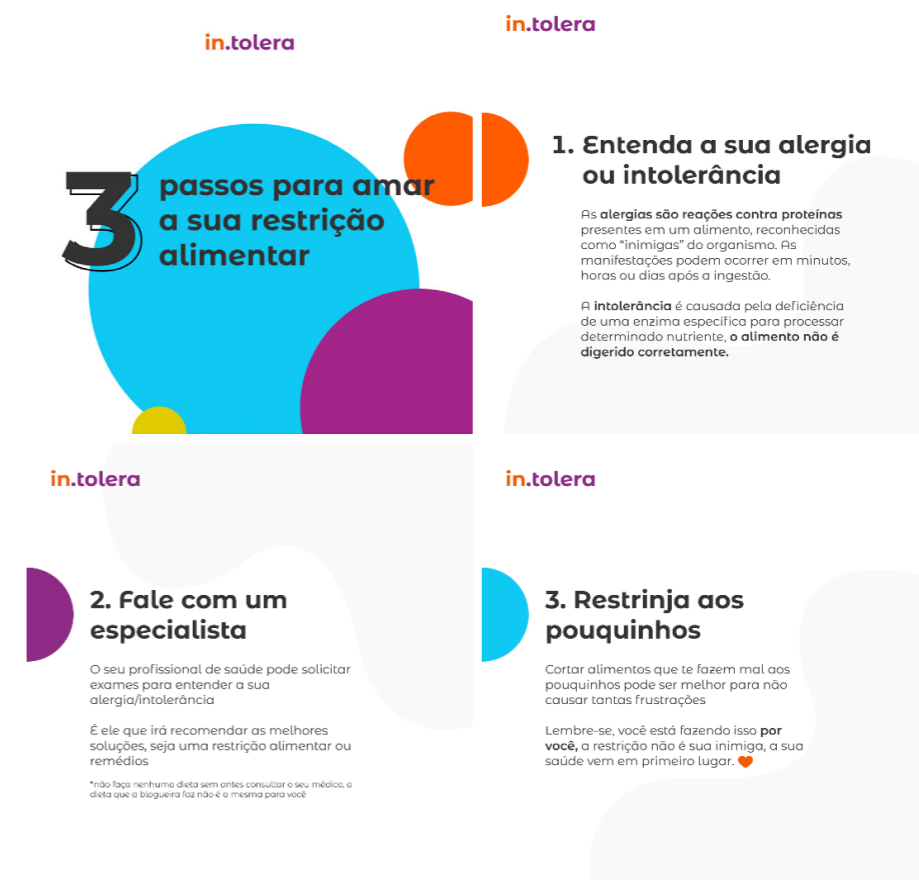 in.tolera
3 passos para amar
a sua restrição
alimentar
in.tolera
1. Entenda a sua alergia
ou intolerância
As alergias são reações contra proteínas
presentes em um alimento, reconhecidas
como “inimigas” do organismo. As
manifestações podem ocorrer em minutos,
horas ou dias após a ingestão.
A intolerância é causada pela deficiência
de uma enzima específica para processar
determinado nutriente, o alimento não é
digerido corretamente.
in.tolera
2. Fale com um
especialista
O seu profissional de saúde pode solicitar
exames para entender a sua
alergia/intolerância
É ele que irá recomendar as melhores
soluções, seja uma restrição alimentar ou
remédios
*não faça nenhuma dieta sem antes consultar o seu médico, a
dieta que a blogueira faz não é a mesma para você
in.tolera
3. Restrinja aos
pouquinhos
Cortar alimentos que te fazem mal aos
pouquinhos pode ser melhor para não
causar tantas frustrações
Lembre-se, você está fazendo isso por
você, a restrição não é sua inimiga, a sua
saúde vem em primeiro lugar.